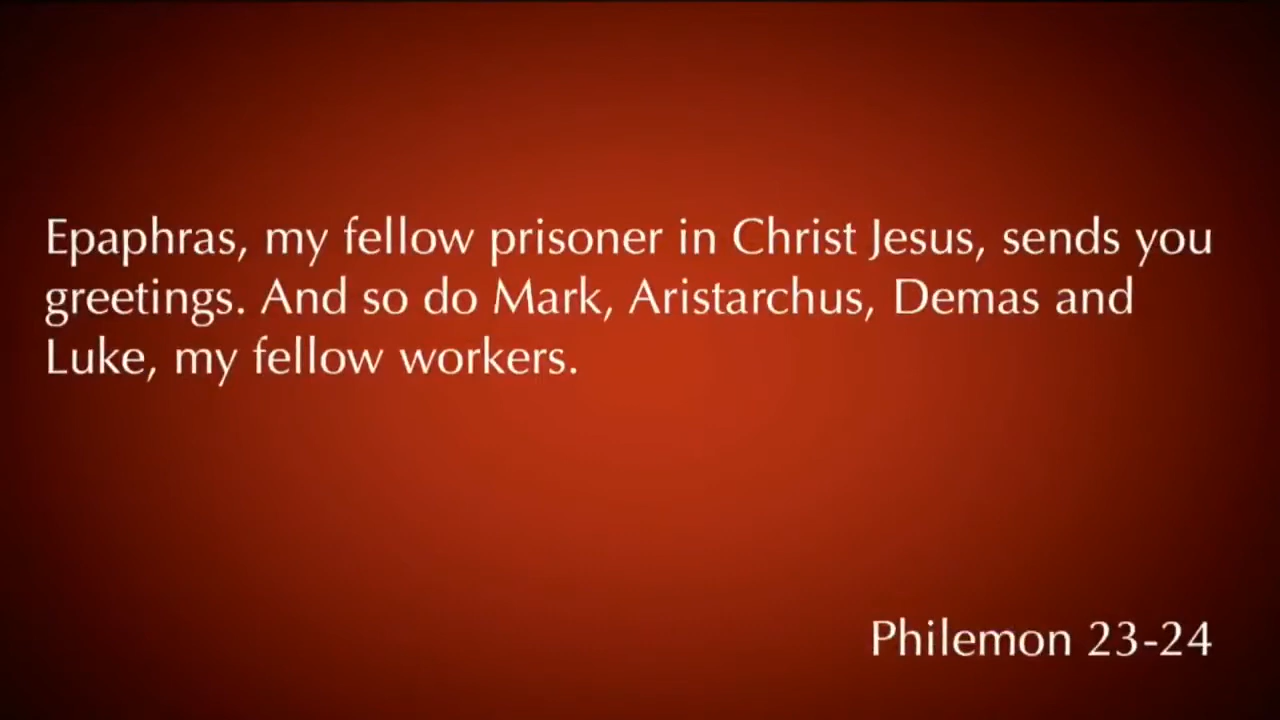 Epaphras, my fellow prisoner in Christ Jesus, sends you
greetings. And so do Mark, Aristarchus, Demas and
Luke, my fellow workers.
Philemon 23-24